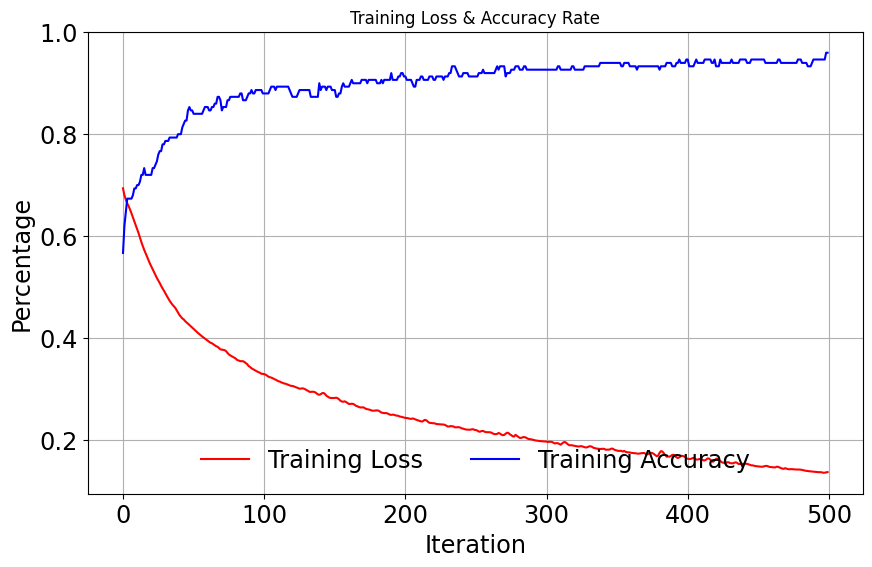 Training Loss & Accuracy Rate
1.0
0.8
0.6
0.4
0.2
Percentage
Training Loss
Training Accuracy
0
100
200
300
400
500
Iteration